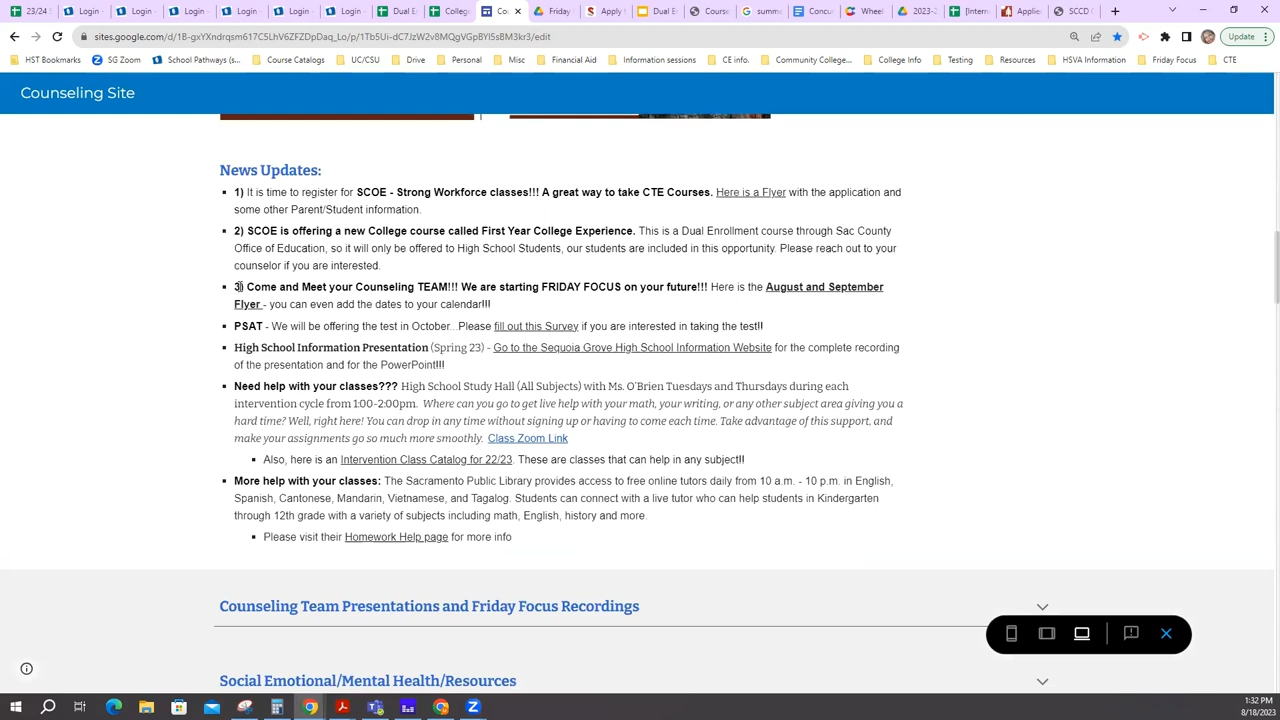 23/24
Login -
Login -
Login -
Login -
Login -
Login -
Dual E
Colleg
Co
Friday
Apply
Dual E
Course
summ
Concu
Wheel
2023-2
[Intern
Applie
SCCD
sites.google.com/d/1B-gxYXndrqsm617C5LhV6ZFZDpDaq_Lo/p/1Tb5Ui-dC7JzW2v8MQgVGpBYI5sBM3kr3/edit
Update
HST Bookmarks
SG Zoom
School Pathways (s...
Course Catalogs
UC/CSU
Drive
Personal
Misc
Financial Aid
Information sessions
CE info.
Community College...
College Info
Testing
Resources
HSVA Information
Friday Focus
CTE
Counseling Site
News Updates:
1) It is time to register for SCOE - Strong Workforce classes!!! A great way to take CTE Courses. Here is a Flyer with the application and
some other Parent/Student information.
2) SCOE is offering a new College course called First Year College Experience. This is a Dual Enrollment course through Sac County
Office of Education, so it will only be offered to High School Students, our students are included in this opportunity. Please reach out to your
counselor if you are interested.
3) Come and Meet your Counseling TEAM!!! We are starting FRIDAY FOCUS on your future!!! Here is the August and September
Flyer - you can even add the dates to your calendar!!!
PSAT - We will be offering the test in October...Please fill out this Survey if you are interested in taking the test!!
High School Information Presentation (Spring 23) - Go to the Sequoia Grove High School Information Website for the complete recording
of the presentation and for the PowerPoint!!!
Need help with your classes??? High School Study Hall (All Subjects) with Ms. O'Brien Tuesdays and Thursdays during each
intervention cycle from 1:00-2:00pm. Where can you go to get live help with your math, your writing, or any other subject area giving you a
hard time? Well, right here! You can drop in any time without signing up or having to come each time. Take advantage of this support, and
make your assignments go so much more smoothly. Class Zoom Link
Also, here is an Intervention Class Catalog for 22/23. These are classes that can help in any subject!!
More help with your classes: The Sacramento Public Library provides access to free online tutors daily from 10 a.m. - 10 p.m. in English,
Spanish, Cantonese, Mandarin, Vietnamese, and Tagalog. Students can connect with a live tutor who can help students in Kindergarten
through 12th grade with a variety of subjects including math, English, history and more.
Please visit their Homework Help page for more info
Counseling Team Presentations and Friday Focus Recordings
Social Emotional/Mental Health/Resources
1:32 PM
8/18/2023